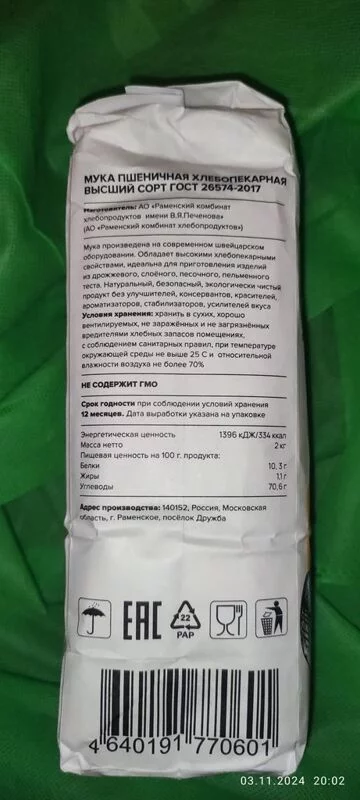 МУКА ПШЕНИЧНАЯ ХЛЕБОПЕКАРНАЯ
ВЫСШИЙ СОРТ ГОСТ 26574-2017
Изготовитель: АО «Раменский комбинат
хлебопродуктов имени В.Я.Печенова»
(АО «Раменский комбинат хлебопродуктов»)
Мука произведена на современном швейцарском
оборудовании. Обладает высокими хлебопекарными
свойствами, идеальна для приготовления изделий
из дрожжевого, слоёного, песочного, пельменного
теста. Натуральный, безопасный, экологически чистый
продукт без улучшителей, консервантов, красителей,
ароматизаторов, стабилизаторов, усилителей вкуса
Условия хранения: хранить в сухих, хорошо
вентилируемых, не заражённых и не загрязнённых
вредителями хлебных запасов помещениях,
с соблюдением санитарных правил, при температуре
окружающей среды не выше 25 С и относительной
влажности воздуха не более 70%
НЕ СОДЕРЖИТ ГМО
Срок годности при соблюдении условий хранения
12 месяцев. Дата выработки указана на упаковке
Энергетическая ценность 1396 кДЖ/334 ккал
Масса нетто 2 кг
Пищевая ценность на 100 г. продукта:
Белки 10,3 г
Жиры 1,1 г
Углеводы 70,6 г
Адрес производства: 140152, Россия, Московская
область, г. Раменское, посёлок Дружба
EAC
22
PAP
4 640191 770601
03.11.2024 20:02